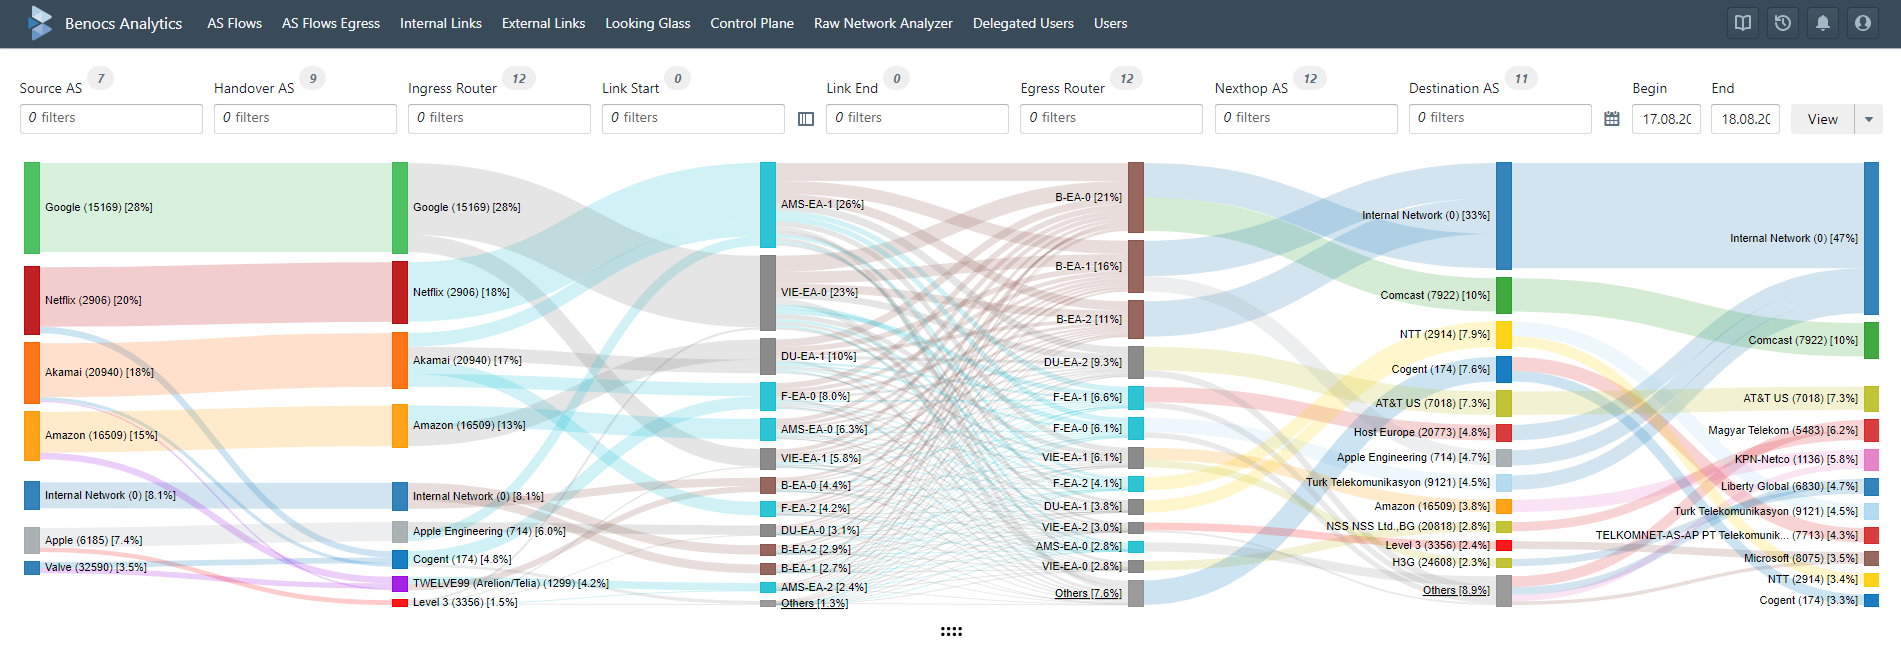 Benocs Analytics AS Flows AS Flows Egress Internal Links External Links Looking Glass Control Plane Raw Network Analyzer Delegated Users Users
Source AS 7 Handover AS 9 Ingress Router 12 Link Start 0 Link End 0 Egress Router 12 Nexthop AS 12 Destination AS 11 Begin End
0 filters 0 filters 0 filters 0 filters 0 filters 0 filters 0 filters 0 filters 17.08.20 18.08.20 View
Google (15169) [28%]
Netflix (2906) [20%]
Akamai (20940) [18%]
Amazon (16509) [15%]
Internal Network (0) [8.1%]
Apple (6185) [7.4%]
Valve (32590) [3.5%]
Google (15169) [28%]
Netflix (2906) [18%]
Akamai (20940) [17%]
Amazon (16509) [13%]
Internal Network (0) [8.1%]
Apple Engineering (714) [6.0%]
Cogent (174) [4.8%]
TWELVE99 (Arelion/Telia) (1299) [4.2%]
Level 3 (3356) [1.5%]
AMS-EA-1 [26%]
VIE-EA-0 [23%]
DU-EA-1 [10%]
F-EA-0 [8.0%]
AMS-EA-0 [6.3%]
VIE-EA-1 [5.8%]
B-EA-0 [4.4%]
F-EA-2 [4.2%]
DU-EA-0 [3.1%]
B-EA-2 [2.9%]
B-EA-1 [2.7%]
AMS-EA-2 [2.4%]
Others [1.3%]
B-EA-0 [21%]
B-EA-1 [16%]
B-EA-2 [11%]
DU-EA-2 [9.3%]
F-EA-1 [6.6%]
F-EA-0 [6.1%]
VIE-EA-1 [6.1%]
F-EA-2 [4.1%]
DU-EA-1 [3.8%]
VIE-EA-2 [3.0%]
AMS-EA-0 [2.8%]
VIE-EA-0 [2.8%]
Others [7.6%]
Internal Network (0) [33%]
Comcast (7922) [10%]
NTT (2914) [7.9%]
Cogent (174) [7.6%]
AT&T US (7018) [7.3%]
Host Europe (20773) [4.8%]
Apple Engineering (714) [4.7%]
Turk Telekomunikasyon (9121) [4.5%]
Amazon (16509) [3.8%]
NSS NSS Ltd.,BG (20818) [2.8%]
Level 3 (3356) [2.4%]
H3G (24608) [2.3%]
Others [8.9%]
Internal Network (0) [47%]
Comcast (7922) [10%]
AT&T US (7018) [7.3%]
Magyar Telekom (5483) [6.2%]
KPN-Netco (1136) [5.8%]
Liberty Global (6830) [4.7%]
Turk Telekomunikasyon (9121) [4.5%]
TELKOMNET-AS-AP PT Telekomunik... (7713) [4.3%]
Microsoft (8075) [3.5%]
NTT (2914) [3.4%]
Cogent (174) [3.3%]